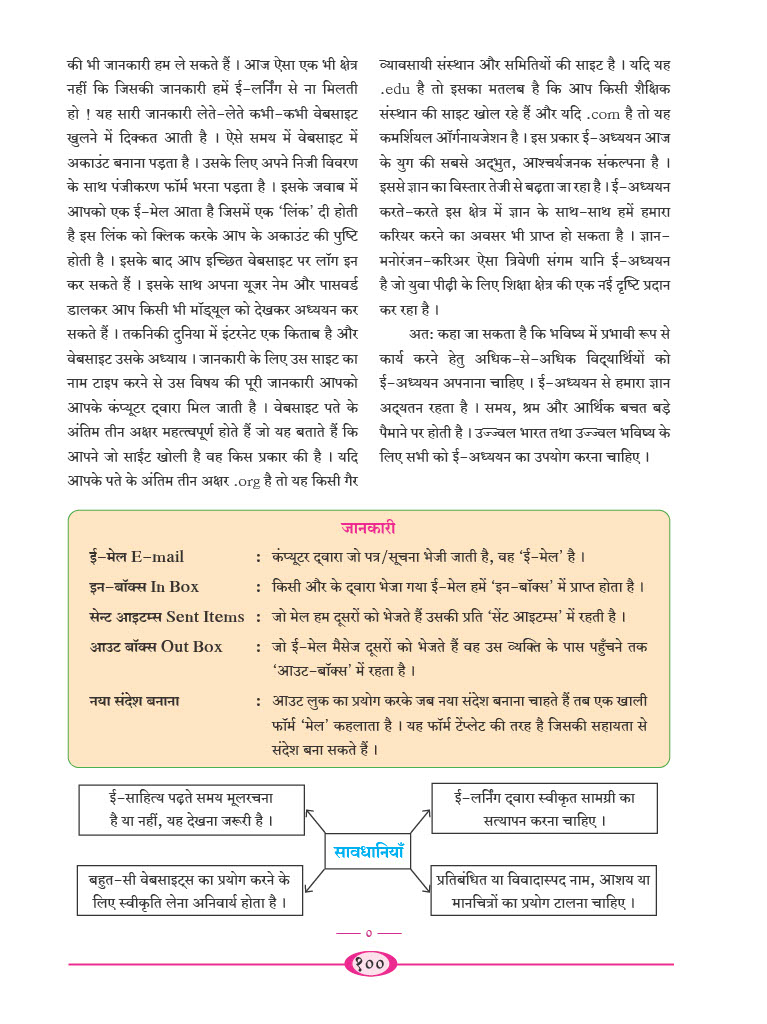 की भी जानकारी हम ले सकते हैं । आज ऐसा एक भी क्षेत्र
नहीं कि जिसकी जानकारी हमें ई-लर्निंग से ना मिलती
हो ! यह सारी जानकारी लेते-लेते कभी-कभी वेबसाइट
खुलने में दिक्कत आती है । ऐसे समय में वेबसाइट में
अकाउंट बनाना पड़ता है । उसके लिए अपने निजी विवरण
के साथ पंजीकरण फॉर्म भरना पड़ता है । इसके जवाब में
आपको एक ई-मेल आता है जिसमें एक ‘लिंक’ दी होती
है इस लिंक को क्लिक करके आप के अकाउंट की पुष्टि
होती है । इसके बाद आप इच्छित वेबसाइट पर लॉग इन
कर सकते हैं । इसके साथ अपना यूजर नेम और पासवर्ड
डालकर आप किसी भी मॉड्यूल को देखकर अध्ययन कर
सकते हैं । तकनिकी दुनिया में इंटरनेट एक किताब है और
वेबसाइट उसके अध्याय । जानकारी के लिए उस साइट का
नाम टाइप करने से उस विषय की पूरी जानकारी आपको
आपके कंप्यूटर द्‌वारा मिल जाती है । वेबसाइट पते के
अंतिम तीन अक्षर महत्त्वपूर्ण होते हैं जो यह बताते हैं कि
आपने जो साईट खोली है वह किस प्रकार की है । यदि
आपके पते के अंतिम तीन अक्षर .org है तो यह किसी गैर
व्यावसायी संस्थान और समितियों की साइट है । यदि यह
.edu है तो इसका मतलब है कि आप किसी शैक्षिक
संस्थान की साइट खोल रहे हैं और यदि .com है तो यह
कमर्शियल ऑर्गनायजेशन है । इस प्रकार ई-अध्ययन आज
के युग की सबसे अद्‌भुत, आश्चर्यजनक संकल्पना है ।
इससे ज्ञान का विस्तार तेजी से बढ़ता जा रहा है । ई-अध्ययन
करते-करते इस क्षेत्र में ज्ञान के साथ-साथ हमें हमारा
करियर करने का अवसर भी प्राप्त हो सकता है । ज्ञान-
मनोरंजन-करिअर ऐसा त्रिवेणी संगम यानि ई-अध्ययन
है जो युवा पीढ़ी के लिए शिक्षा क्षेत्र की एक नई दृष्टि प्रदान
कर रहा है ।
अत: कहा जा सकता है कि भविष्य में प्रभावी रूप से
कार्य करने हेतु अधिक-से-अधिक विद्‌यार्थियों को
ई-अध्ययन अपनाना चाहिए । ई-अध्ययन से हमारा ज्ञान
अद्‌यतन रहता है । समय, श्रम और आर्थिक बचत बड़े
पैमाने पर होती है । उज्ज्वल भारत तथा उज्ज्वल भविष्य के
लिए सभी को ई-अध्ययन का उपयोग करना चाहिए ।
जानकारी
ई-मेल E-mail : कंप्यूटर द्‌वारा जो पत्र/सूचना भेजी जाती है, वह ‘ई-मेल’ है ।
इन-बॉक्स In Box : किसी और के द्‌वारा भेजा गया ई-मेल हमें ‘इन-बॉक्स’ में प्राप्त होता है ।
सेन्ट आइटम्स Sent Items : जो मेल हम दूसरों को भेजते हैं उसकी प्रति ‘सेंट आइटम्स’ में रहती है ।
आउट बॉक्स Out Box : जो ई-मेल मैसेज दूसरों को भेजते हैं वह उस व्यक्ति के पास पहुँचने तक
‘आउट-बॉक्स’ में रहता है ।
नया संदेश बनाना : आउट लुक का प्रयोग करके जब नया संदेश बनाना चाहते हैं तब एक खाली
फॉर्म ‘मेल’ कहलाता है । यह फॉर्म टेंप्लेट की तरह है जिसकी सहायता से
संदेश बना सकते हैं ।
ई-साहित्य पढ़ते समय मूलरचना
है या नहीं, यह देखना जरूरी है ।
ई-लर्निंग द्‌वारा स्वीकृत सामग्री का
सत्यापन करना चाहिए ।
सावधानियाँ
बहुत-सी वेबसाइट्स का प्रयोग करने के
लिए स्वीकृति लेना अनिवार्य होता है ।
प्रतिबंधित या विवादास्पद नाम, आशय या
मानचित्रों का प्रयोग टालना चाहिए ।
०
१००